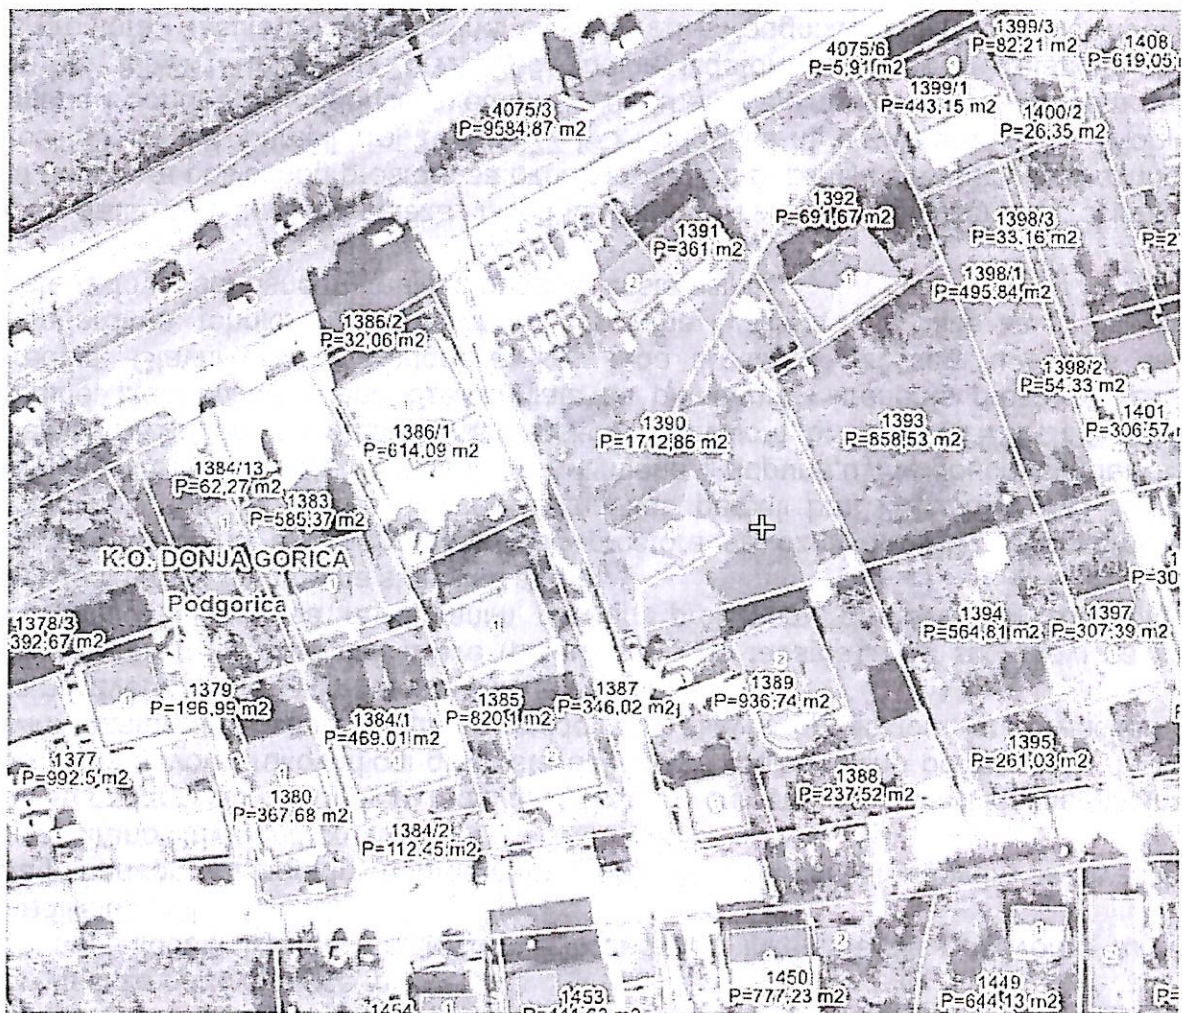 1399/3
P=82,21 m2
1408
P=619,05
4075/6
P=5,91 m2
1399/1
P=443,15 m2
4075/3
P=9584,87 m2
1400/2
P=26,35 m2
1392
P=691,67 m2
1391
P=361 m2
1398/3
P=33,16 m2
P=2
1398/1
P=495,84 m2
1386/2
P=32,06 m2
1398/2
P=54,33 m2
1401
P=306,57
1390
P=1712,86 m2
1393
P=858,53 m2
1386/1
P=614,09 m2
1384/13
P=62,27 m2
1383
P=585,37 m2
K.O. DONJA GORICA
Podgorica
P=30
1378/3
392,67 m2
1394
P=564,81 m2
1397
P=307,39 m2
1379
P=196,99 m2
1385
P=820,1 m2
1387
P=346,02 m2
1389
P=936,74 m2
1384/1
P=469,01 m2
1377
P=992,5 m2
1395
P=261,03 m2
1388
P=237,52 m2
1380
P=367,68 m2
1384/2
P=112,45 m2
1450
P=777,23 m2
1449
P=644,13 m2
1453
1454